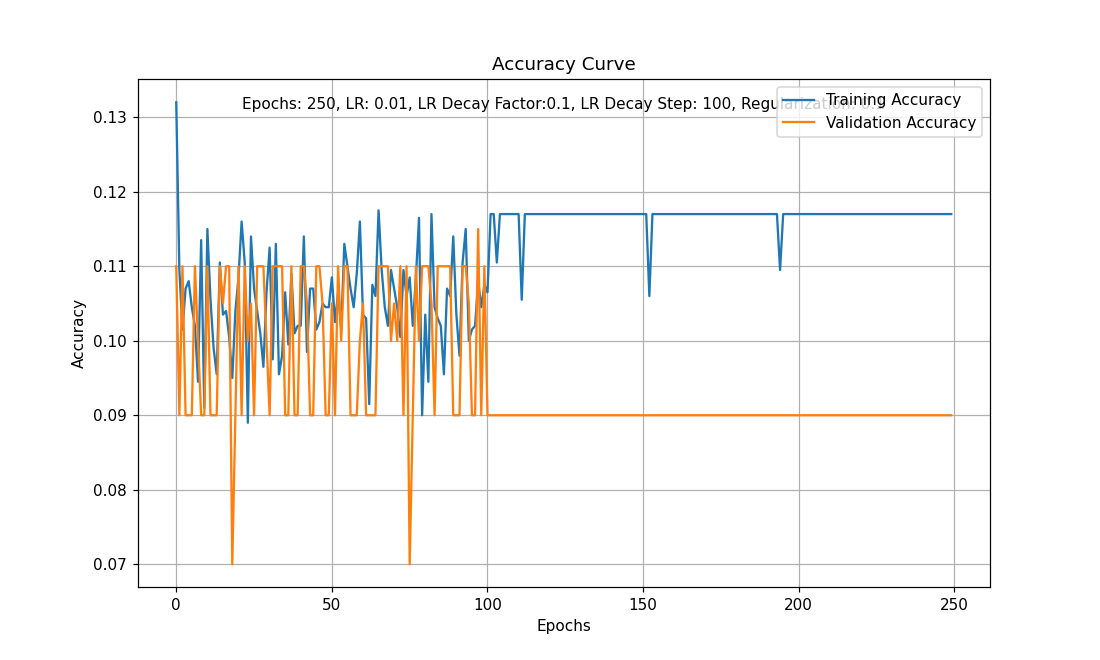 Accuracy Curve
Epochs: 250, LR: 0.01, LR Decay Factor:0.1, LR Decay Step: 100, Regularization:
Training Accuracy
Validation Accuracy
0.13
0.12
0.11
0.10
0.09
0.08
0.07
Accuracy
0
50
100
150
200
250
Epochs